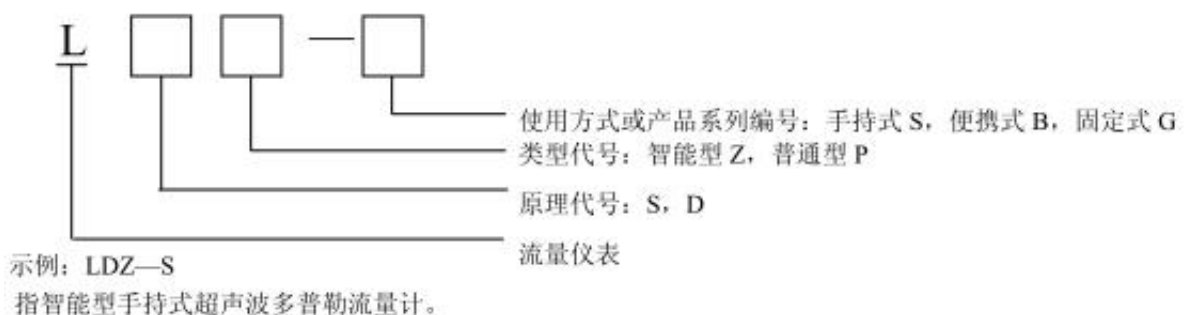 L —
使用方式或产品系列编号：手持式 S，便携式 B，固定式 G
类型代号：智能型 Z，普通型 P
原理代号：S，D
流量仪表
示例：LDZ—S
指智能型手持式超声波多普勒流量计。